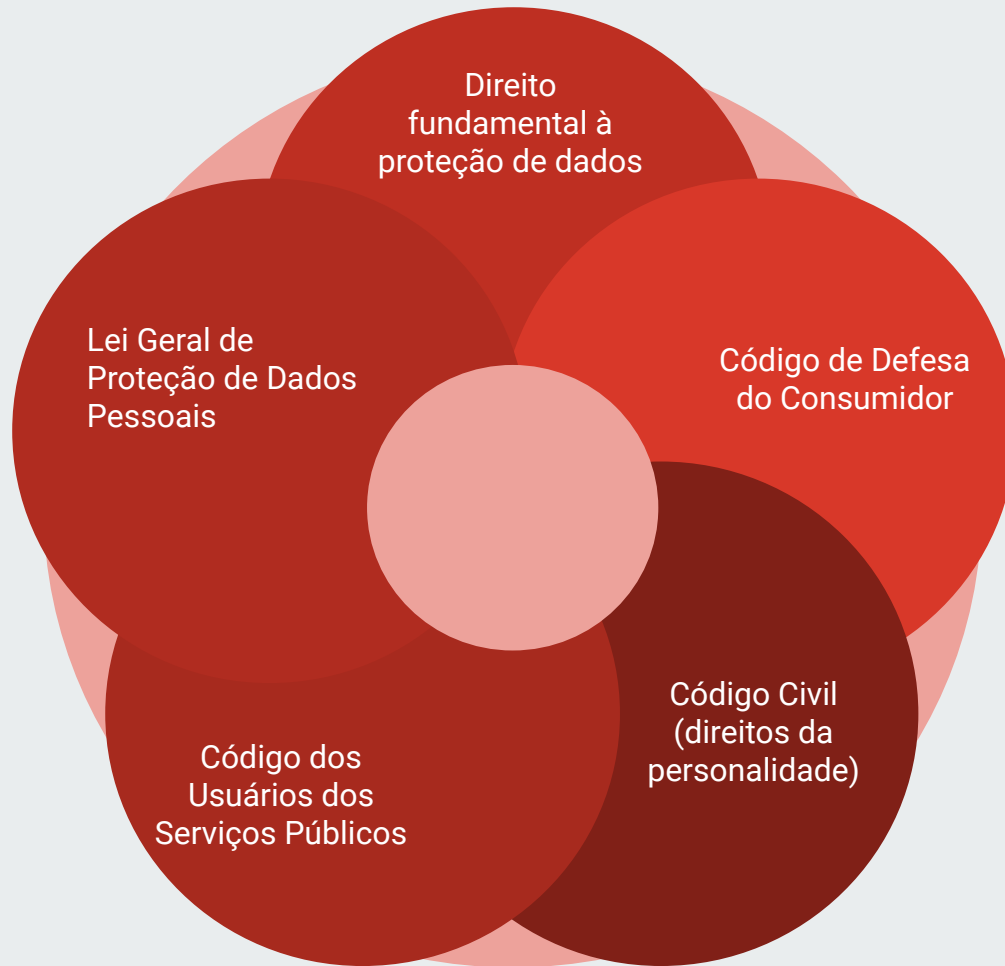 Direito
fundamental à
proteção de dados
Lei Geral de
Proteção de Dados
Pessoais
Código de Defesa
do Consumidor
Código Civil
(direitos da
personalidade)
Código dos
Usuários dos
Serviços Públicos